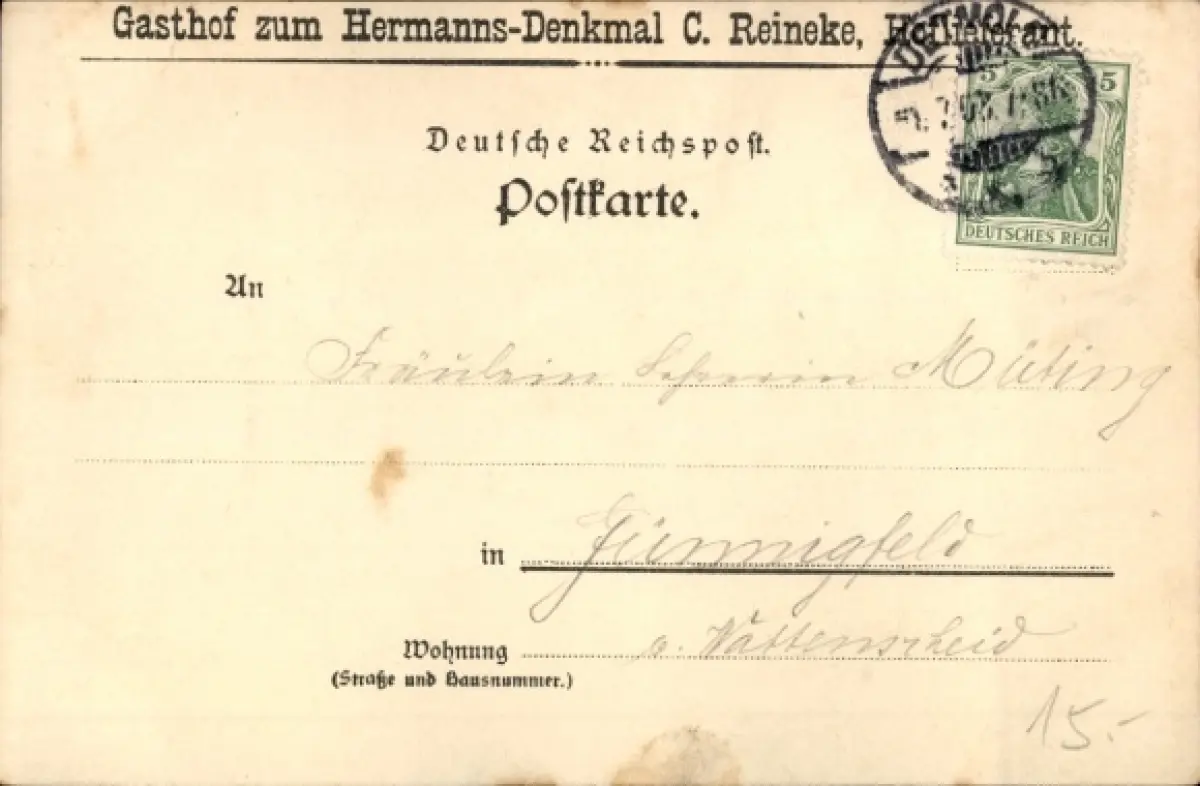 Gasthof zum Hermanns-Denkmal C. Reineke, Hoflieferant.
DETMOLD
5 5
DEUTSCHES REICH
Deutsche Reichspost.
Postkarte.
An
Fräulein Lehrerin Müting
in Günnigfeld
Wohnung b. Wattenscheid
(Straße und Hausnummer.)
15.-